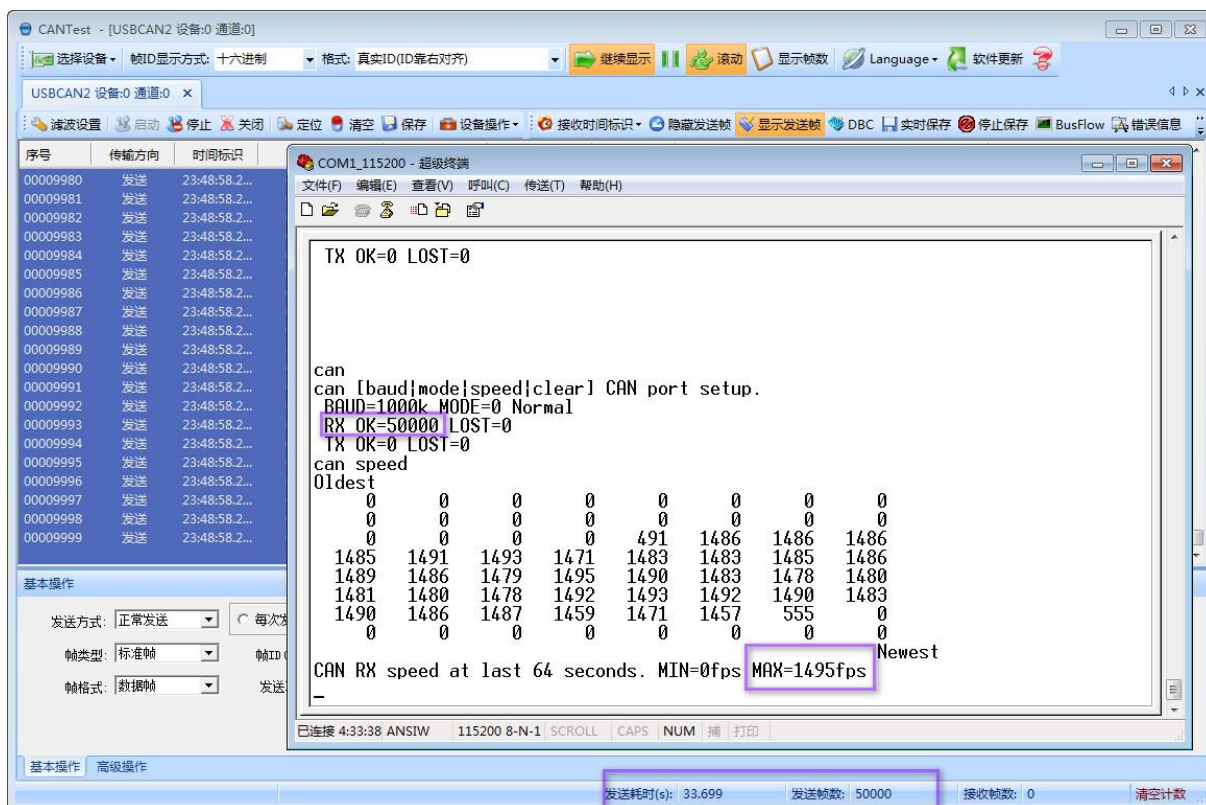 CANTest - [USBCAN2 设备:0 通道:0]
选择设备 帧ID显示方式: 十六进制 格式: 真实ID(ID靠右对齐) 继续显示 滚动 显示帧数 Language 软件更新
USBCAN2 设备:0 通道:0
滤波设置 启动 停止 关闭 定位 清空 保存 设备操作 接收时间标识 隐藏发送帧 显示发送帧 DBC 实时保存 停止保存 BusFlow 错误信息
序号 传输方向 时间标识
00009980 发送 23:48:58.2...
00009981 发送 23:48:58.2...
00009982 发送 23:48:58.2...
00009983 发送 23:48:58.2...
00009984 发送 23:48:58.2...
00009985 发送 23:48:58.2...
00009986 发送 23:48:58.2...
00009987 发送 23:48:58.2...
00009988 发送 23:48:58.2...
00009989 发送 23:48:58.2...
00009990 发送 23:48:58.2...
00009991 发送 23:48:58.2...
00009992 发送 23:48:58.2...
00009993 发送 23:48:58.2...
00009994 发送 23:48:58.2...
00009995 发送 23:48:58.2...
00009996 发送 23:48:58.2...
00009997 发送 23:48:58.2...
00009998 发送 23:48:58.2...
00009999 发送 23:48:58.2...
COM1_115200 - 超级终端
文件(F) 编辑(E) 查看(V) 呼叫(C) 传送(T) 帮助(H)
TX OK=0 LOST=0
can
can [baud|mode|speed|clear] CAN port setup.
BAUD=1000k MODE=0 Normal
RX OK=50000 LOST=0
TX OK=0 LOST=0
can speed
Oldest
0 0 0 0 0 0 0 0
0 0 0 0 0 0 0 0
0 0 0 0 491 1486 1486 1486
1485 1491 1493 1471 1483 1483 1485 1486
1489 1486 1479 1495 1490 1483 1478 1480
1481 1480 1478 1492 1493 1492 1490 1483
1490 1486 1487 1459 1471 1457 555 0
0 0 0 0 0 0 0 0
Newest
CAN RX speed at last 64 seconds. MIN=0fps MAX=1495fps
已连接 4:33:38 ANSIW 115200 8-N-1 SCROLL CAPS NUM 捕 打印
基本操作
发送方式: 正常发送 每次发
帧类型: 标准帧 帧ID
帧格式: 数据帧 发送
基本操作 高级操作
发送耗时(s): 33.699 发送帧数: 50000 接收帧数: 0 清空计数